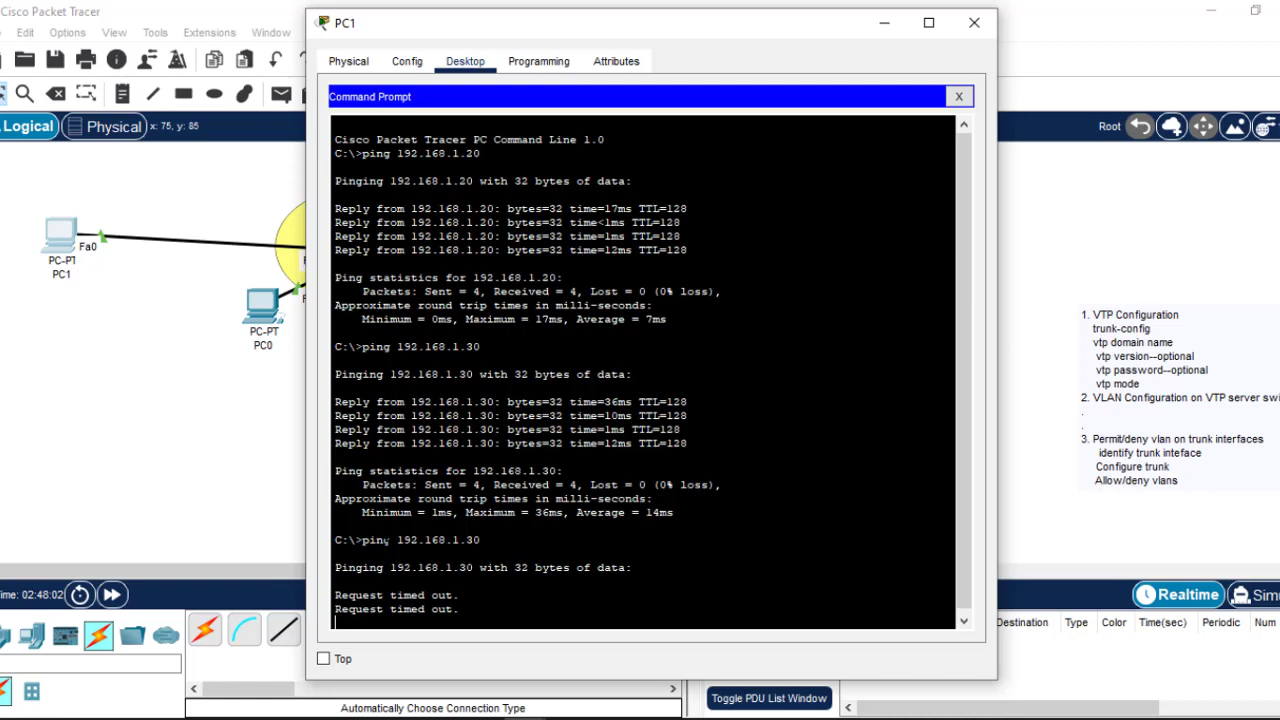 Cisco Packet Tracer
PC1
Edit Options View Tools Extensions Window
Physical Config Desktop Programming Attributes
Command Prompt
X
Logical Physical x: 75, y: 85
Root
Cisco Packet Tracer PC Command Line 1.0
C:\>ping 192.168.1.20
Pinging 192.168.1.20 with 32 bytes of data:
Reply from 192.168.1.20: bytes=32 time=17ms TTL=128
Reply from 192.168.1.20: bytes=32 time<1ms TTL=128
Reply from 192.168.1.20: bytes=32 time=1ms TTL=128
Reply from 192.168.1.20: bytes=32 time=12ms TTL=128
Ping statistics for 192.168.1.20:
Packets: Sent = 4, Received = 4, Lost = 0 (0% loss),
Approximate round trip times in milli-seconds:
Minimum = 0ms, Maximum = 17ms, Average = 7ms
C:\>ping 192.168.1.30
Pinging 192.168.1.30 with 32 bytes of data:
Reply from 192.168.1.30: bytes=32 time=36ms TTL=128
Reply from 192.168.1.30: bytes=32 time=10ms TTL=128
Reply from 192.168.1.30: bytes=32 time=1ms TTL=128
Reply from 192.168.1.30: bytes=32 time=12ms TTL=128
Ping statistics for 192.168.1.30:
Packets: Sent = 4, Received = 4, Lost = 0 (0% loss),
Approximate round trip times in milli-seconds:
Minimum = 1ms, Maximum = 36ms, Average = 14ms
C:\>ping 192.168.1.30
Pinging 192.168.1.30 with 32 bytes of data:
Request timed out.
Request timed out.
Top
Fa0
PC-PT
PC1
PC-PT
PC0
1. VTP Configuration
trunk-config
vtp domain name
vtp version--optional
vtp password--optional
vtp mode
2. VLAN Configuration on VTP server swi
.
.
3. Permit/deny vlan on trunk interfaces
identify trunk inteface
Configure trunk
Allow/deny vlans
Time: 02:48:02
Realtime Sim
Destination Type Color Time(sec) Periodic Num
Toggle PDU List Window
Automatically Choose Connection Type